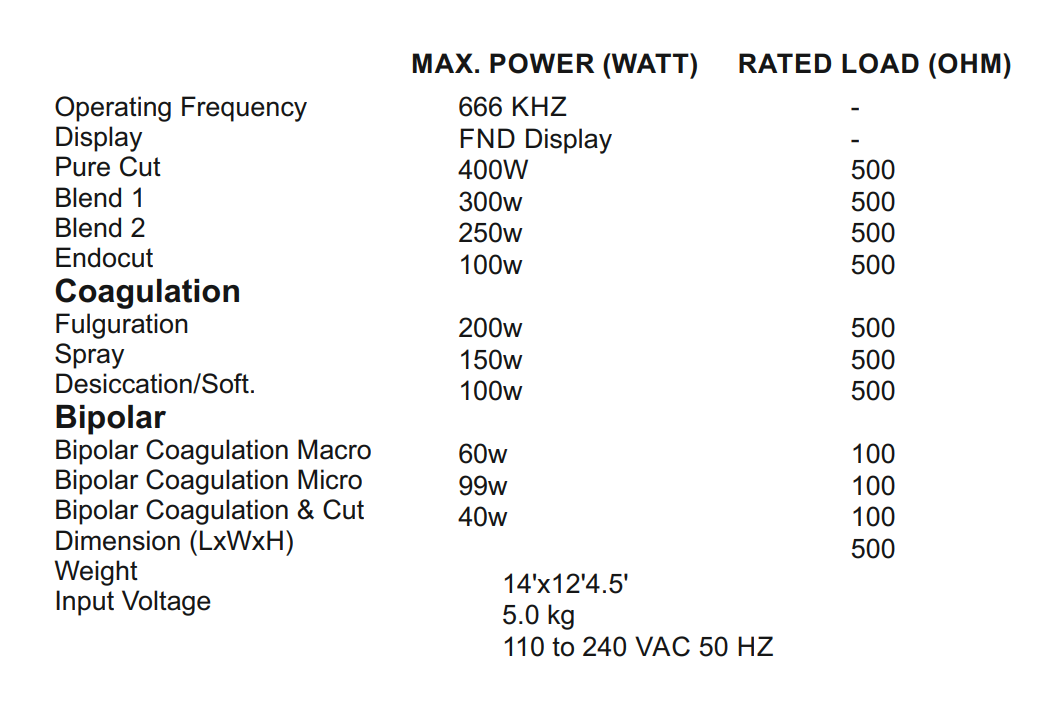 MAX. POWER (WATT) RATED LOAD (OHM)
Operating Frequency 666 KHZ -
Display FND Display -
Pure Cut 400W 500
Blend 1 300w 500
Blend 2 250w 500
Endocut 100w 500
Coagulation
Fulguration 200w 500
Spray 150w 500
Desiccation/Soft. 100w 500
Bipolar
Bipolar Coagulation Macro 60w 100
Bipolar Coagulation Micro 99w 100
Bipolar Coagulation & Cut 40w 100
Dimension (LxWxH) 500
Weight 14'x12'4.5'
Input Voltage 5.0 kg
110 to 240 VAC 50 HZ